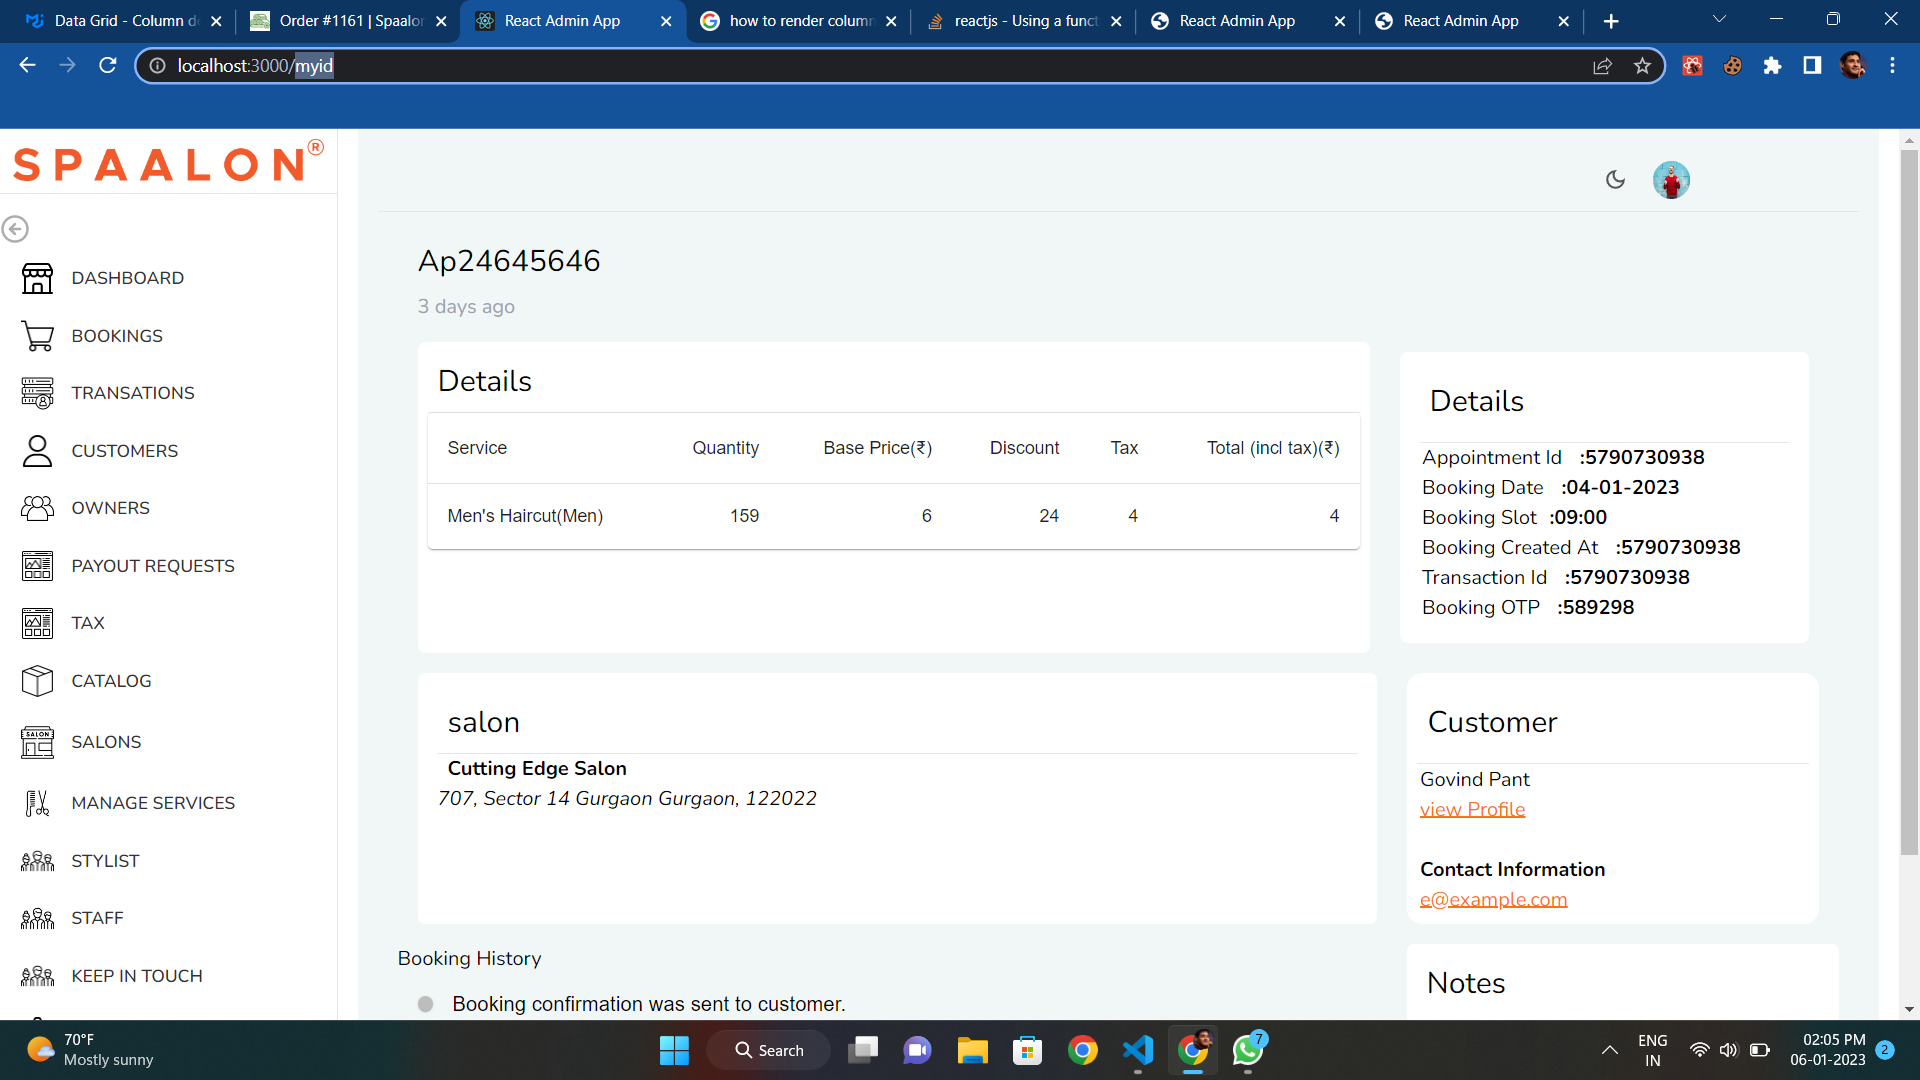 Data Grid - Column de
Order #1161 | Spaalon
React Admin App
how to render column
reactjs - Using a funct
React Admin App
React Admin App
localhost:3000/myid
SPAALON®
DASHBOARD
BOOKINGS
TRANSATIONS
CUSTOMERS
OWNERS
PAYOUT REQUESTS
TAX
CATALOG
SALON
SALONS
MANAGE SERVICES
STYLIST
STAFF
KEEP IN TOUCH
Ap24645646
3 days ago
Details
Service Quantity Base Price(₹) Discount Tax Total (incl tax)(₹)
Men's Haircut(Men) 159 6 24 4 4
Details
Appointment Id :5790730938
Booking Date :04-01-2023
Booking Slot :09:00
Booking Created At :5790730938
Transaction Id :5790730938
Booking OTP :589298
salon
Cutting Edge Salon
707, Sector 14 Gurgaon Gurgaon, 122022
Customer
Govind Pant
view Profile
Contact Information
e@example.com
Booking History
Booking confirmation was sent to customer.
Notes
70°F
Mostly sunny
Search
7
ENG
IN
02:05 PM
06-01-2023
2